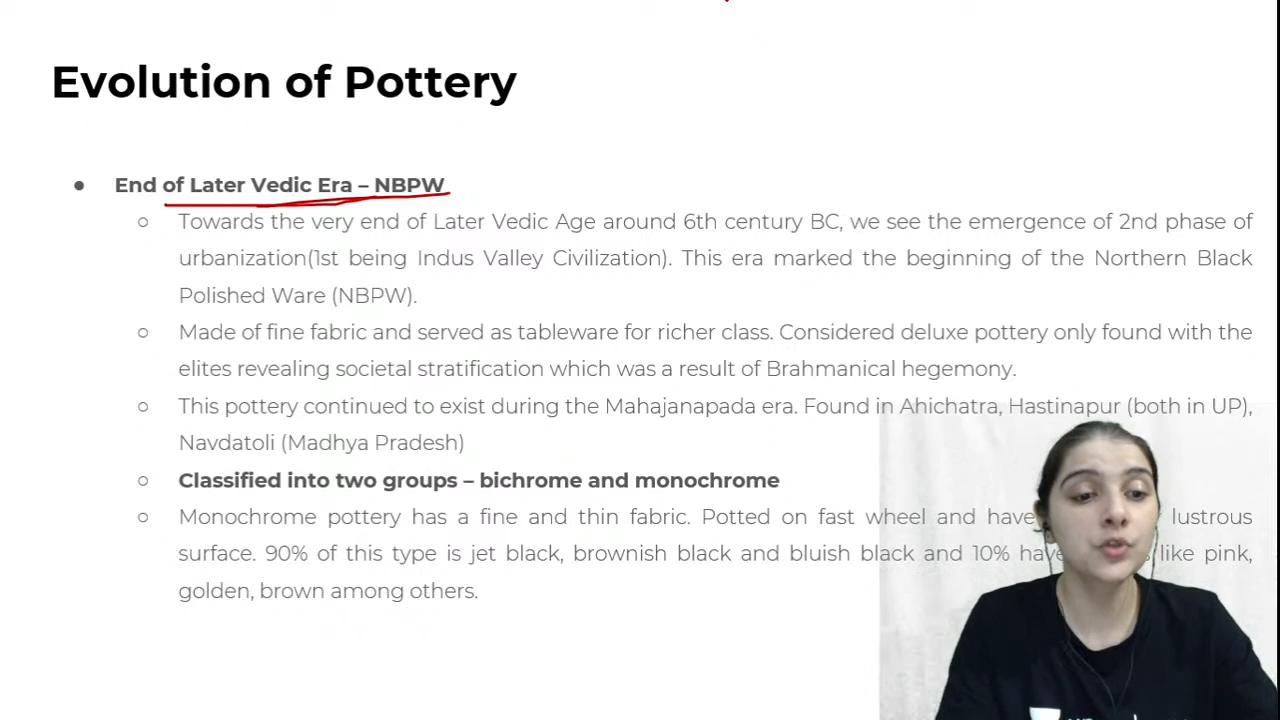 Evolution of Pottery
● End of Later Vedic Era – NBPW
○ Towards the very end of Later Vedic Age around 6th century BC, we see the emergence of 2nd phase of
urbanization(1st being Indus Valley Civilization). This era marked the beginning of the Northern Black
Polished Ware (NBPW).
○ Made of fine fabric and served as tableware for richer class. Considered deluxe pottery only found with the
elites revealing societal stratification which was a result of Brahmanical hegemony.
○ This pottery continued to exist during the Mahajanapada era. Found in Ahichatra, Hastinapur (both in UP),
Navdatoli (Madhya Pradesh)
○ Classified into two groups – bichrome and monochrome
○ Monochrome pottery has a fine and thin fabric. Potted on fast wheel and have lustrous
surface. 90% of this type is jet black, brownish black and bluish black and 10% have like pink,
golden, brown among others.